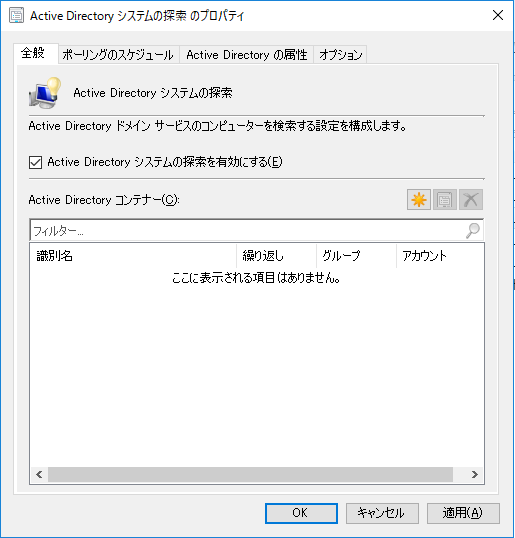 Active Directory システムの探索 のプロパティ
全般 ポーリングのスケジュール Active Directory の属性 オプション
Active Directory システムの探索
Active Directory ドメイン サービスのコンピューターを検索する設定を構成します。
Active Directory システムの探索を有効にする(E)
Active Directory コンテナー(C):
フィルター...
識別名 繰り返し グループ アカウント
ここに表示される項目はありません。
OK キャンセル 適用(A)